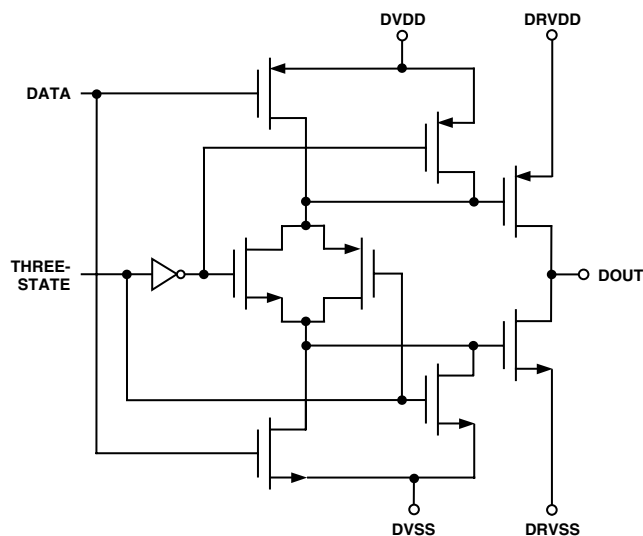 DVDD
DRVDD
DATA
THREE-
STATE
DOUT
DVSS
DRVSS